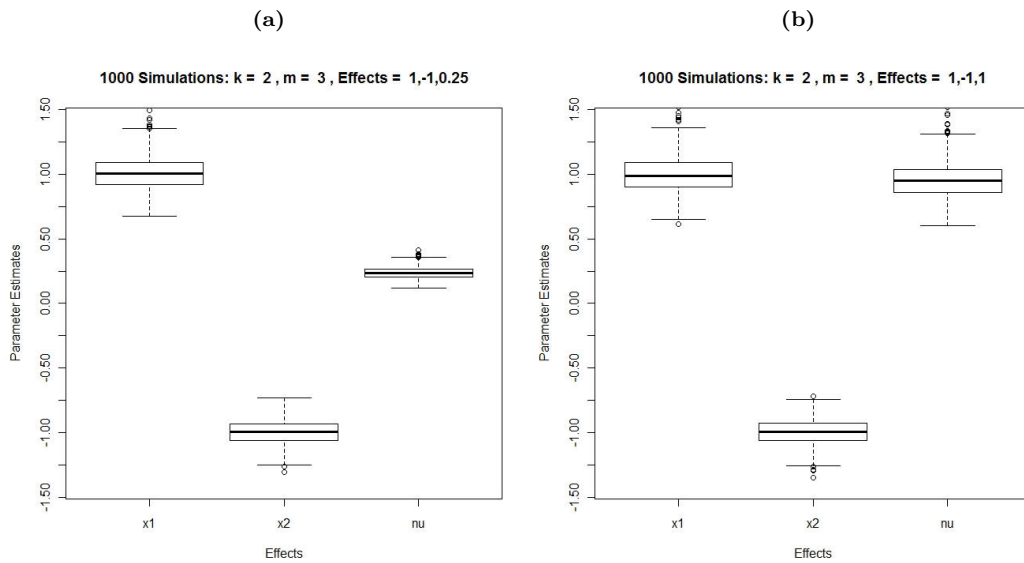 (a)
1000 Simulations: k = 2 , m = 3 , Effects = 1,-1,0.25
Parameter Estimates
1.50
1.00
0.50
0.00
-0.50
-1.00
-1.50
x1 x2 nu
Effects
(b)
1000 Simulations: k = 2 , m = 3 , Effects = 1,-1,1
Parameter Estimates
1.50
1.00
0.50
0.00
-0.50
-1.00
-1.50
x1 x2 nu
Effects